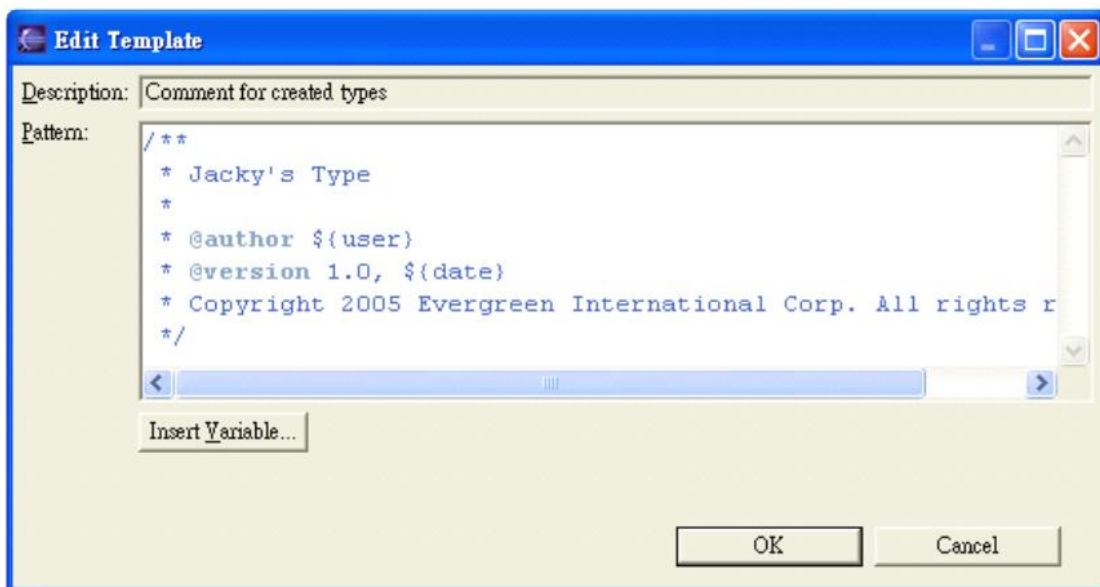 Edit Template
Description: Comment for created types
Pattern:
/**
* Jacky's Type
*
* @author ${user}
* @version 1.0, ${date}
* Copyright 2005 Evergreen International Corp. All rights r
*/
Insert Variable...
OK Cancel